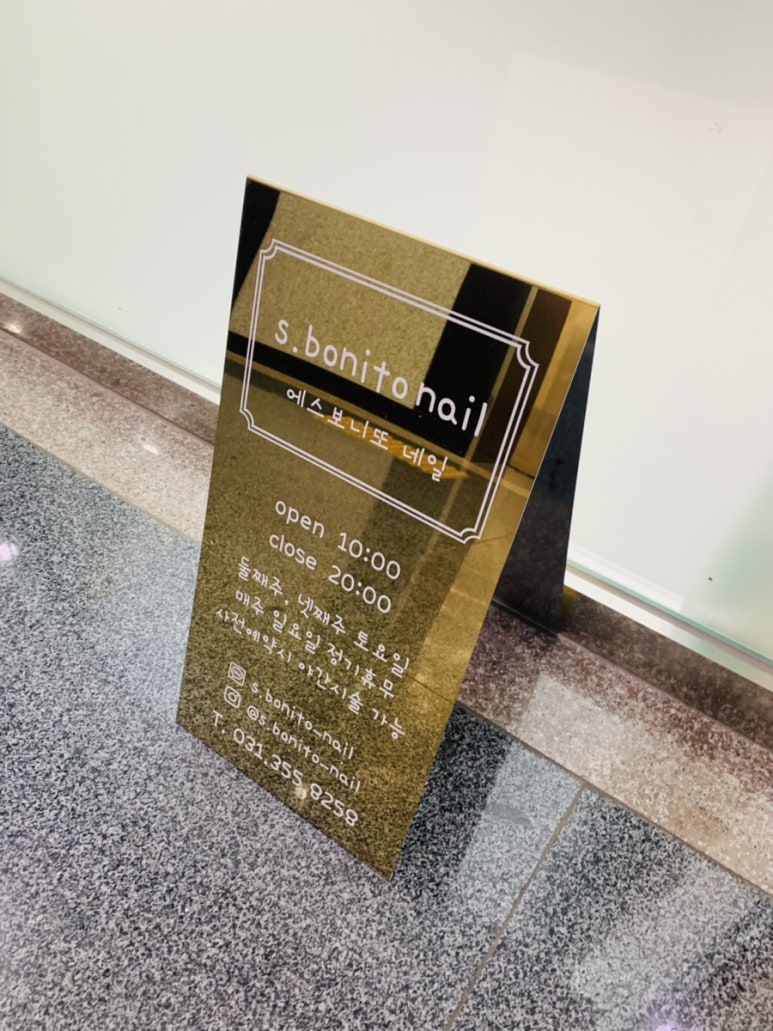 s.bonito nail
에스보니또 네일
open 10:00
close 20:00
둘째주, 넷째주 토요일
매주 일요일 정기휴무
사전예약시 야간시술 가능
s.bonito_nail
@s.bonito_nail
T. 031.355.8258